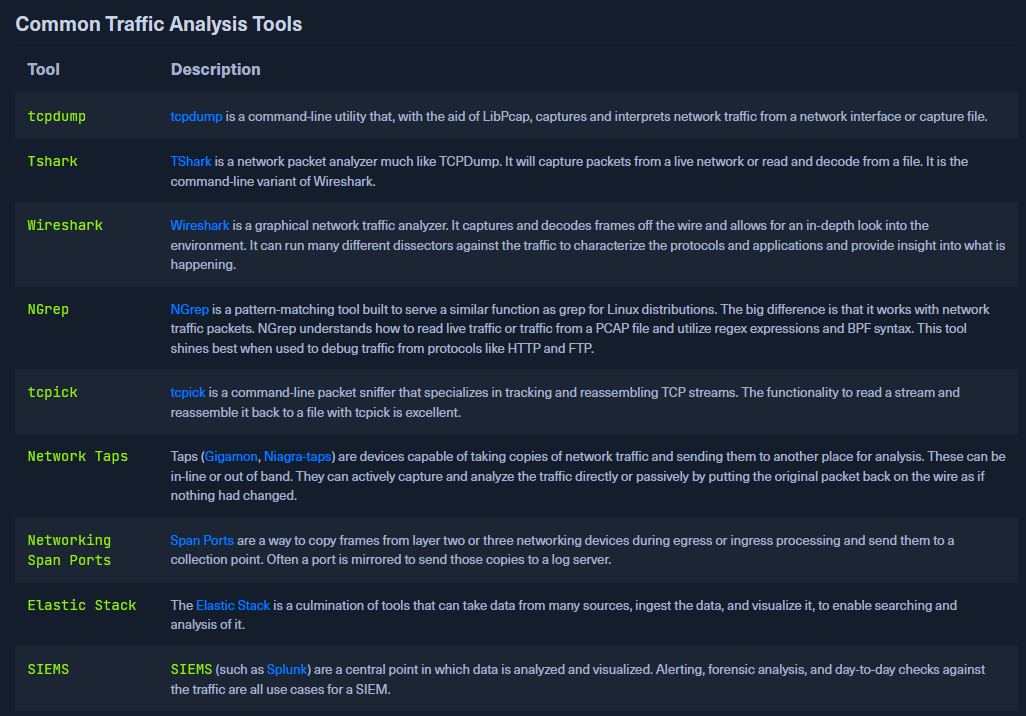 Common Traffic Analysis Tools
Tool Description
tcpdump tcpdump is a command-line utility that, with the aid of LibPcap, captures and interprets network traffic from a network interface or capture file.
Tshark TShark is a network packet analyzer much like TCPDump. It will capture packets from a live network or read and decode from a file. It is the
command-line variant of Wireshark.
Wireshark Wireshark is a graphical network traffic analyzer. It captures and decodes frames off the wire and allows for an in-depth look into the
environment. It can run many different dissectors against the traffic to characterize the protocols and applications and provide insight into what is
happening.
NGrep NGrep is a pattern-matching tool built to serve a similar function as grep for Linux distributions. The big difference is that it works with network
traffic packets. NGrep understands how to read live traffic or traffic from a PCAP file and utilize regex expressions and BPF syntax. This tool
shines best when used to debug traffic from protocols like HTTP and FTP.
tcpick tcpick is a command-line packet sniffer that specializes in tracking and reassembling TCP streams. The functionality to read a stream and
reassemble it back to a file with tcpick is excellent.
Network Taps Taps (Gigamon, Niagra-taps) are devices capable of taking copies of network traffic and sending them to another place for analysis. These can be
in-line or out of band. They can actively capture and analyze the traffic directly or passively by putting the original packet back on the wire as if
nothing had changed.
Networking Span Ports are a way to copy frames from layer two or three networking devices during egress or ingress processing and send them to a
Span Ports collection point. Often a port is mirrored to send those copies to a log server.
Elastic Stack The Elastic Stack is a culmination of tools that can take data from many sources, ingest the data, and visualize it, to enable searching and
analysis of it.
SIEMS SIEMS (such as Splunk) are a central point in which data is analyzed and visualized. Alerting, forensic analysis, and day-to-day checks against
the traffic are all use cases for a SIEM.